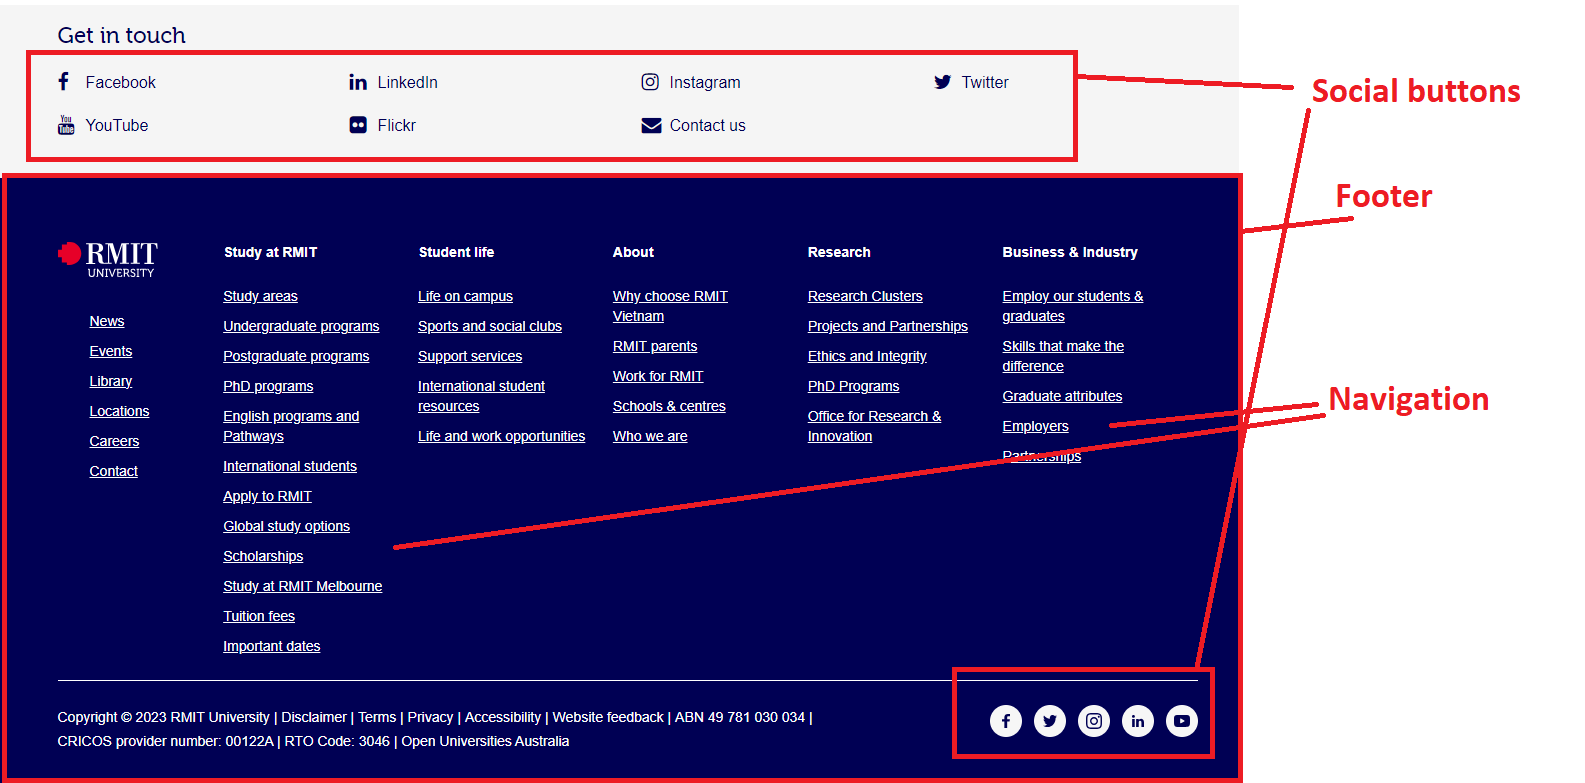 Get in touch
Facebook
LinkedIn
Instagram
Twitter
You
Tube
YouTube
Flickr
Contact us
Social buttons
Footer
Navigation
RMIT
UNIVERSITY
News
Events
Library
Locations
Careers
Contact
Study at RMIT
Study areas
Undergraduate programs
Postgraduate programs
PhD programs
English programs and
Pathways
International students
Apply to RMIT
Global study options
Scholarships
Study at RMIT Melbourne
Tuition fees
Important dates
Student life
Life on campus
Sports and social clubs
Support services
International student
resources
Life and work opportunities
About
Why choose RMIT
Vietnam
RMIT parents
Work for RMIT
Schools & centres
Who we are
Research
Research Clusters
Projects and Partnerships
Ethics and Integrity
PhD Programs
Office for Research &
Innovation
Business & Industry
Employ our students &
graduates
Skills that make the
difference
Graduate attributes
Employers
Partnerships
Copyright © 2023 RMIT University | Disclaimer | Terms | Privacy | Accessibility | Website feedback | ABN 49 781 030 034 |
CRICOS provider number: 00122A | RTO Code: 3046 | Open Universities Australia